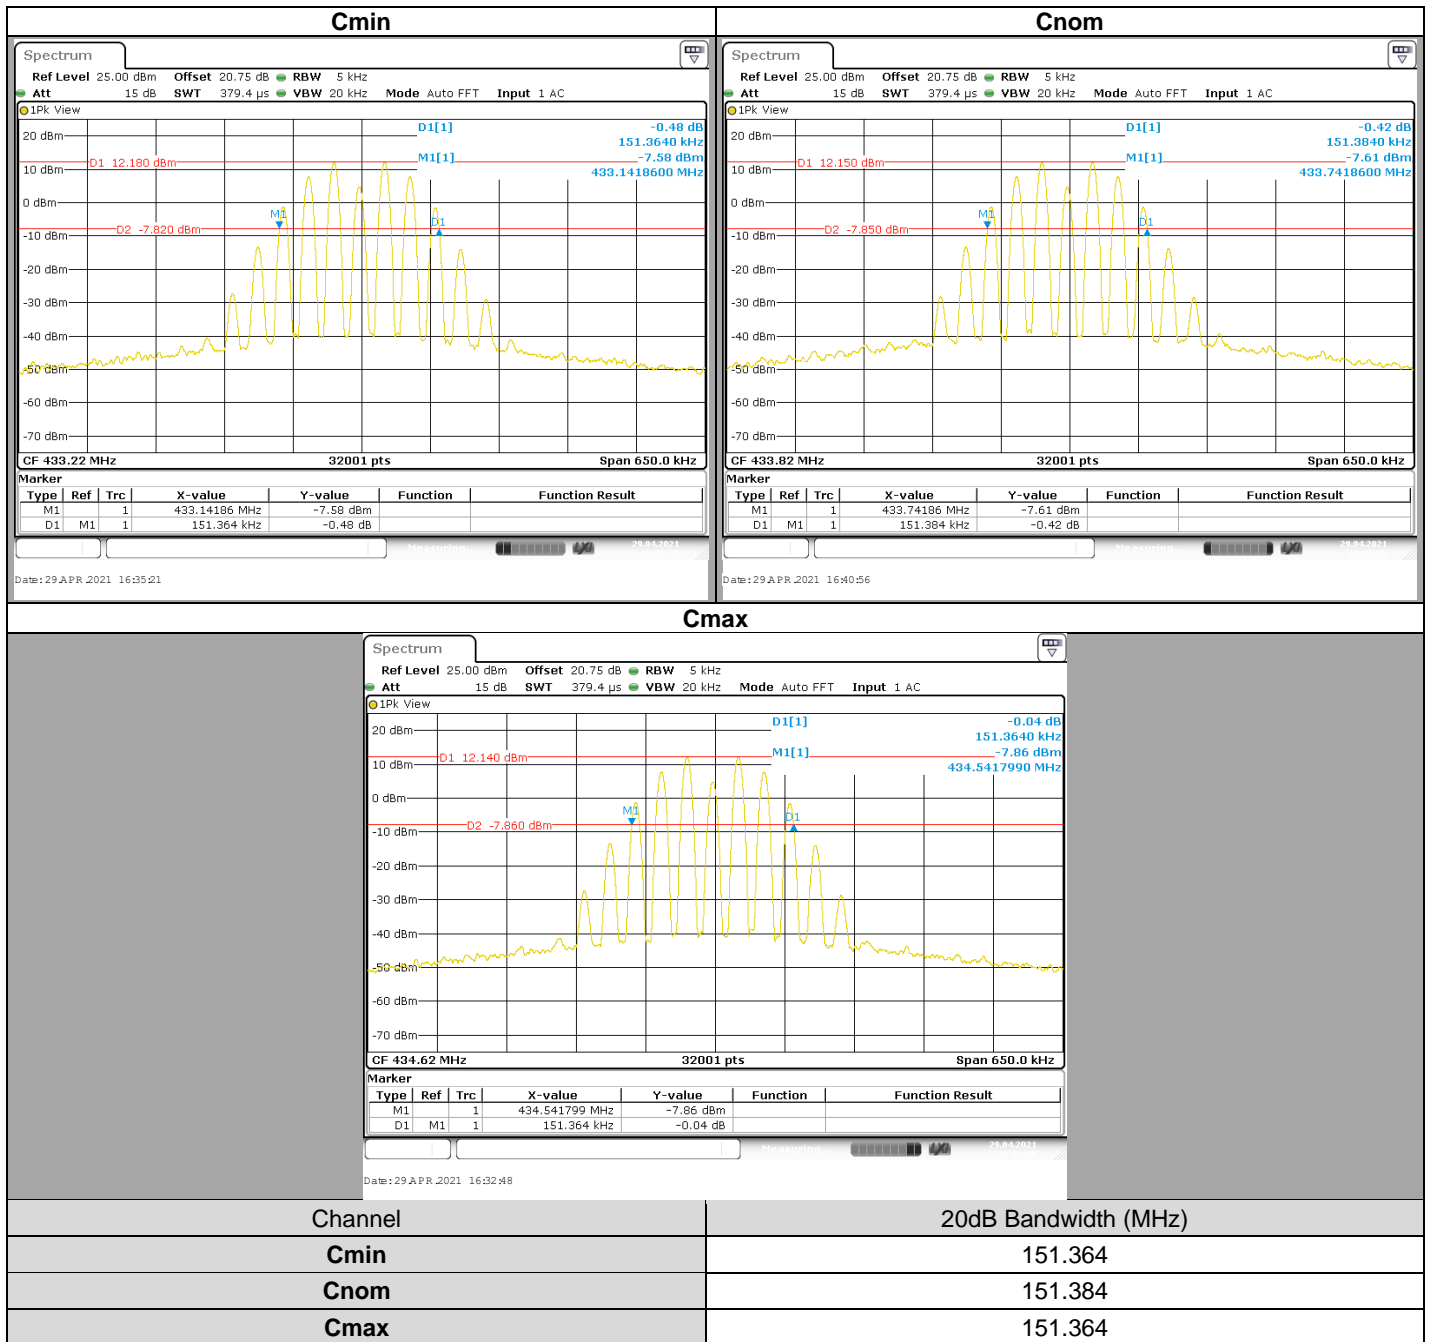 Cmin
Spectrum
Ref Level 25.00 dBm Offset 20.75 dB RBW 5 kHz
Att 15 dB SWT 379.4 µs VBW 20 kHz Mode Auto FFT Input 1 AC
1Pk View
D1[1] -0.48 dB
151.3640 kHz
M1[1] -7.58 dBm
433.1418600 MHz
20 dBm
D1 12.180 dBm
10 dBm
0 dBm
M1
D1
D2 -7.820 dBm
-10 dBm
-20 dBm
-30 dBm
-40 dBm
-50 dBm
-60 dBm
-70 dBm
CF 433.22 MHz 32001 pts Span 650.0 kHz
Marker
Type Ref Trc X-value Y-value Function Function Result
M1 1 433.14186 MHz -7.58 dBm
D1 M1 1 151.364 kHz -0.48 dB
Measuring... 29.04.2021
Date: 29.APR.2021 16:35:21
Cnom
Spectrum
Ref Level 25.00 dBm Offset 20.75 dB RBW 5 kHz
Att 15 dB SWT 379.4 µs VBW 20 kHz Mode Auto FFT Input 1 AC
1Pk View
D1[1] -0.42 dB
151.3840 kHz
M1[1] -7.61 dBm
433.7418600 MHz
20 dBm
D1 12.150 dBm
10 dBm
0 dBm
M1
D1
D2 -7.850 dBm
-10 dBm
-20 dBm
-30 dBm
-40 dBm
-50 dBm
-60 dBm
-70 dBm
CF 433.82 MHz 32001 pts Span 650.0 kHz
Marker
Type Ref Trc X-value Y-value Function Function Result
M1 1 433.74186 MHz -7.61 dBm
D1 M1 1 151.384 kHz -0.42 dB
Measuring... 29.04.2021
Date: 29.APR.2021 16:40:56
Cmax
Spectrum
Ref Level 25.00 dBm Offset 20.75 dB RBW 5 kHz
Att 15 dB SWT 379.4 µs VBW 20 kHz Mode Auto FFT Input 1 AC
1Pk View
D1[1] -0.04 dB
151.3640 kHz
M1[1] -7.86 dBm
434.5417990 MHz
20 dBm
D1 12.140 dBm
10 dBm
0 dBm
M1
D1
D2 -7.860 dBm
-10 dBm
-20 dBm
-30 dBm
-40 dBm
-50 dBm
-60 dBm
-70 dBm
CF 434.62 MHz 32001 pts Span 650.0 kHz
Marker
Type Ref Trc X-value Y-value Function Function Result
M1 1 434.541799 MHz -7.86 dBm
D1 M1 1 151.364 kHz -0.04 dB
Measuring... 29.04.2021
Date: 29.APR.2021 16:32:48
Channel 20dB Bandwidth (MHz)
Cmin 151.364
Cnom 151.384
Cmax 151.364